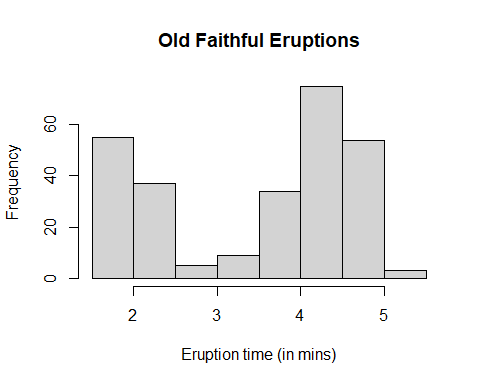 Old Faithful Eruptions
Frequency
60
40
20
0
2 3 4 5
Eruption time (in mins)